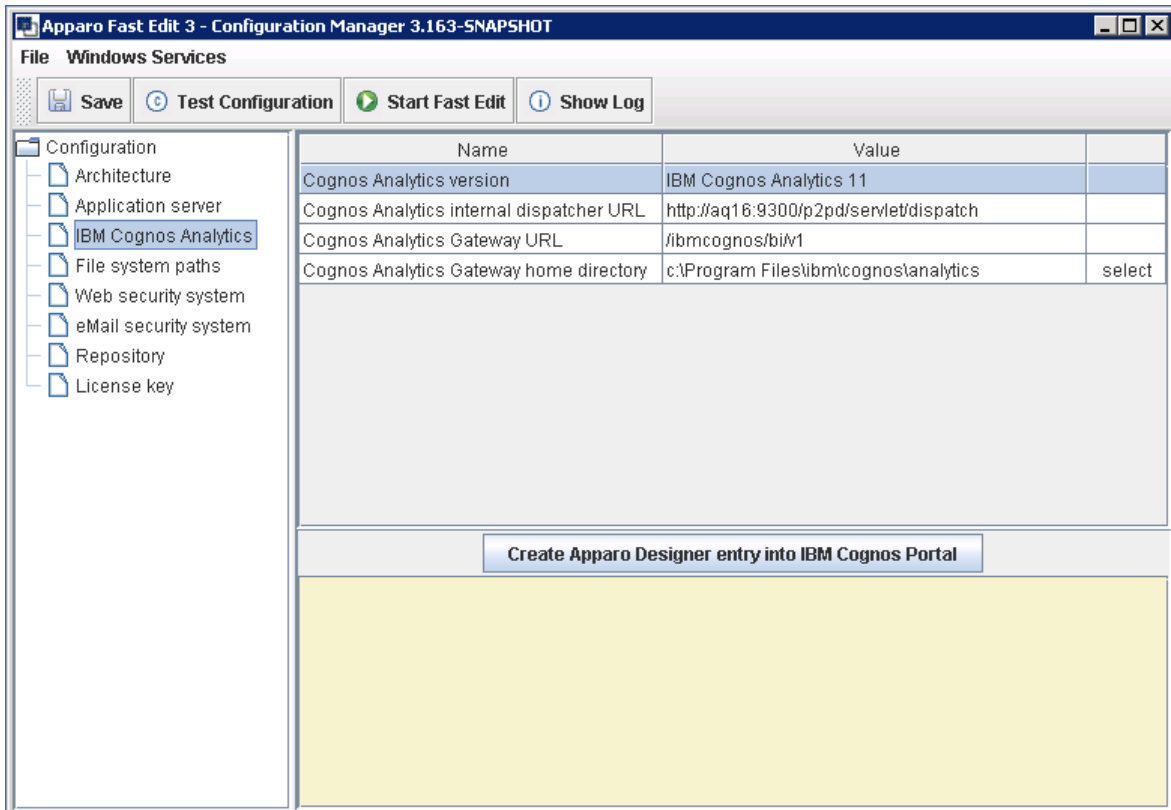 Apparo Fast Edit 3 - Configuration Manager 3.163-SNAPSHOT
File Windows Services
Save Test Configuration Start Fast Edit Show Log
Configuration
Architecture
Application server
IBM Cognos Analytics
File system paths
Web security system
eMail security system
Repository
License key
Name Value
Cognos Analytics version IBM Cognos Analytics 11
Cognos Analytics internal dispatcher URL http://aq16:9300/p2pd/servlet/dispatch
Cognos Analytics Gateway URL /ibmcognos/bi/v1
Cognos Analytics Gateway home directory c:\Program Files\ibm\cognos\analytics select
Create Apparo Designer entry into IBM Cognos Portal